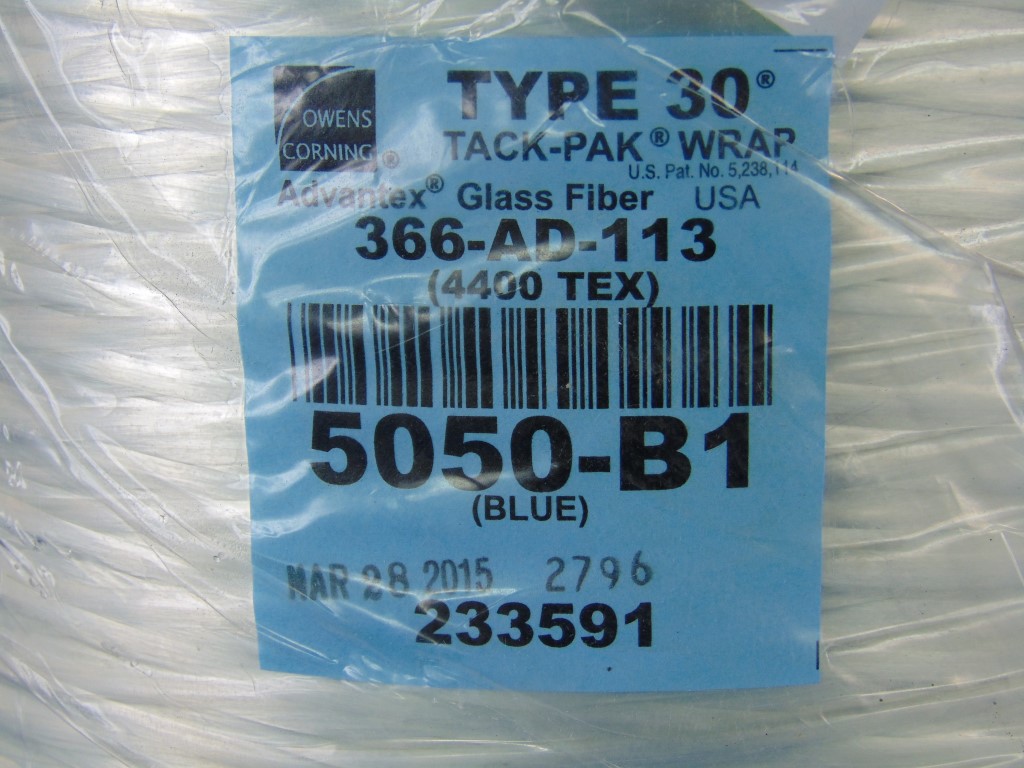 OWENS
CORNING®
TYPE 30®
TACK-PAK® WRAP
U.S. Pat. No. 5,238,114
Advantex® Glass Fiber USA
366-AD-113
(4400 TEX)
5050-B1
(BLUE)
MAR 28 2015 2796
233591